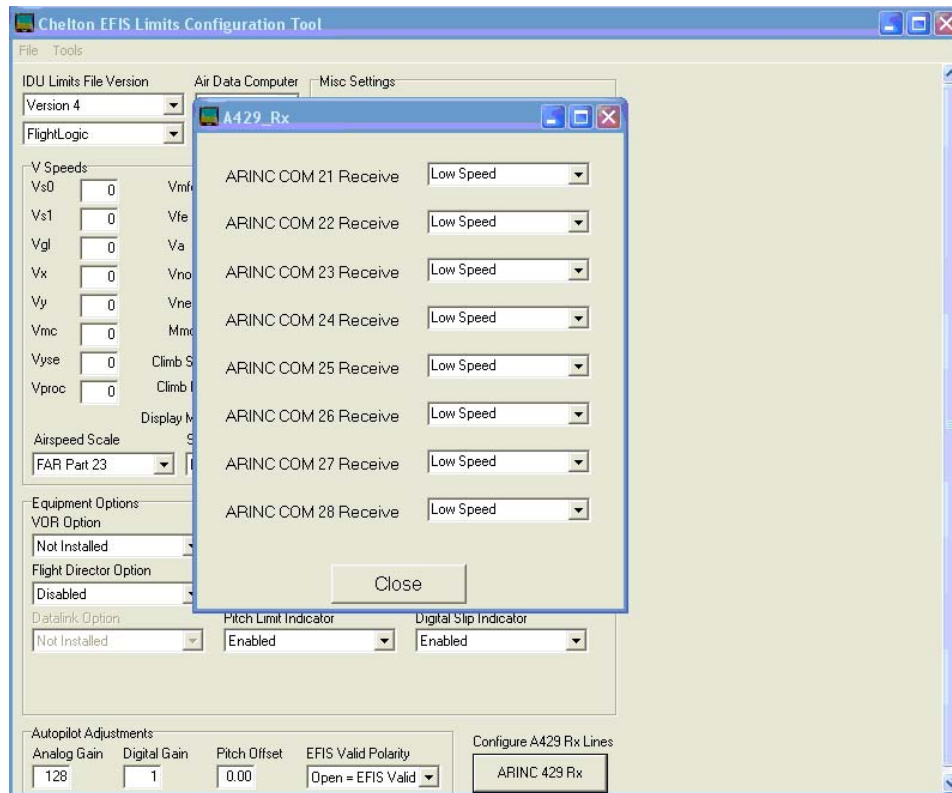 Chelton EFIS Limits Configuration Tool
File Tools
IDU Limits File Version Air Data Computer Misc Settings
Version 4
FlightLogic
A429_Rx
ARINC COM 21 Receive Low Speed
ARINC COM 22 Receive Low Speed
ARINC COM 23 Receive Low Speed
ARINC COM 24 Receive Low Speed
ARINC COM 25 Receive Low Speed
ARINC COM 26 Receive Low Speed
ARINC COM 27 Receive Low Speed
ARINC COM 28 Receive Low Speed
Close
V Speeds
Vs0 0
Vs1 0 Vfe
Vgl 0 Va
Vx 0 Vno
Vy 0 Vne
Vmc 0
Vyse 0 Climb
Vproc 0 Climb
Display
Airspeed Scale
FAR Part 23
Equipment Options
VOR Option
Not Installed
Flight Director Option
Disabled
Datalink Option Pitch Limit Indicator Digital Slip Indicator
Not Installed Enabled Enabled
Autopilot Adjustments
Analog Gain Digital Gain Pitch Offset EFIS Valid Polarity Configure A429 Rx Lines
128 1 0.00 Open = EFIS Valid ARINC 429 Rx